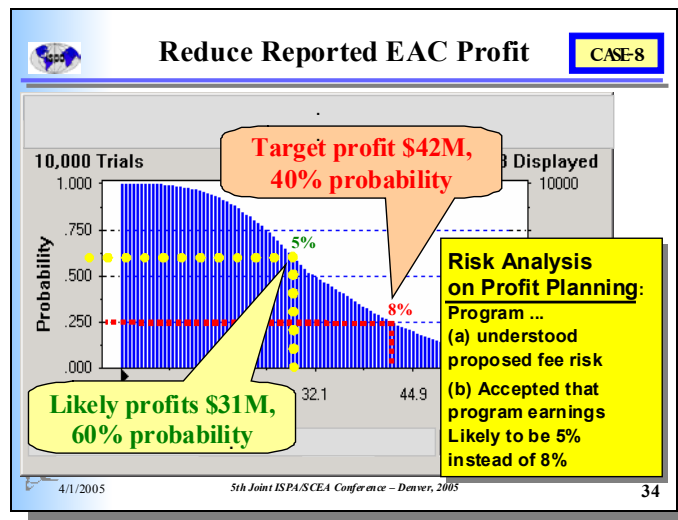 Reduce Reported EAC Profit
CASE-8
10,000 Trials
Displayed
Target profit $42M,
40% probability
1.000
10000
.750
.500
.250
.000
Probability
5%
8%
32.1
44.9
Likely profits $31M,
60% probability
Risk Analysis
on Profit Planning:
Program ...
(a) understood
proposed fee risk
(b) Accepted that
program earnings
Likely to be 5%
instead of 8%
4/1/2005
5th Joint ISPA/SCEA Conference – Denver, 2005
34